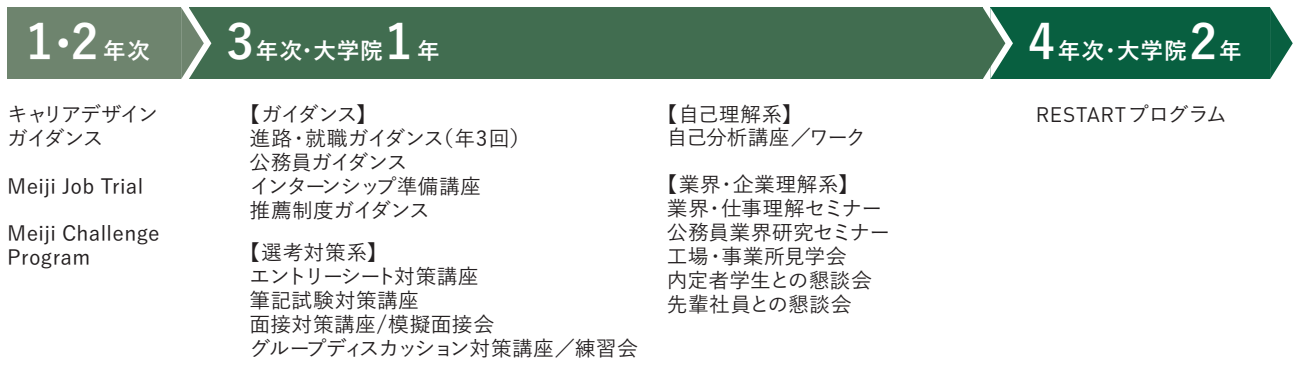 1・2年次
キャリアデザイン
ガイダンス
Meiji Job Trial
Meiji Challenge
Program
3年次・大学院1年
【ガイダンス】
進路・就職ガイダンス（年3回）
公務員ガイダンス
インターンシップ準備講座
推薦制度ガイダンス
【選考対策系】
エントリーシート対策講座
筆記試験対策講座
面接対策講座/模擬面接会
グループディスカッション対策講座／練習会
【自己理解系】
自己分析講座／ワーク
【業界・企業理解系】
業界・仕事理解セミナー
公務員業界研究セミナー
工場・事業所見学会
内定者学生との懇談会
先輩社員との懇談会
4年次・大学院2年
RESTARTプログラム